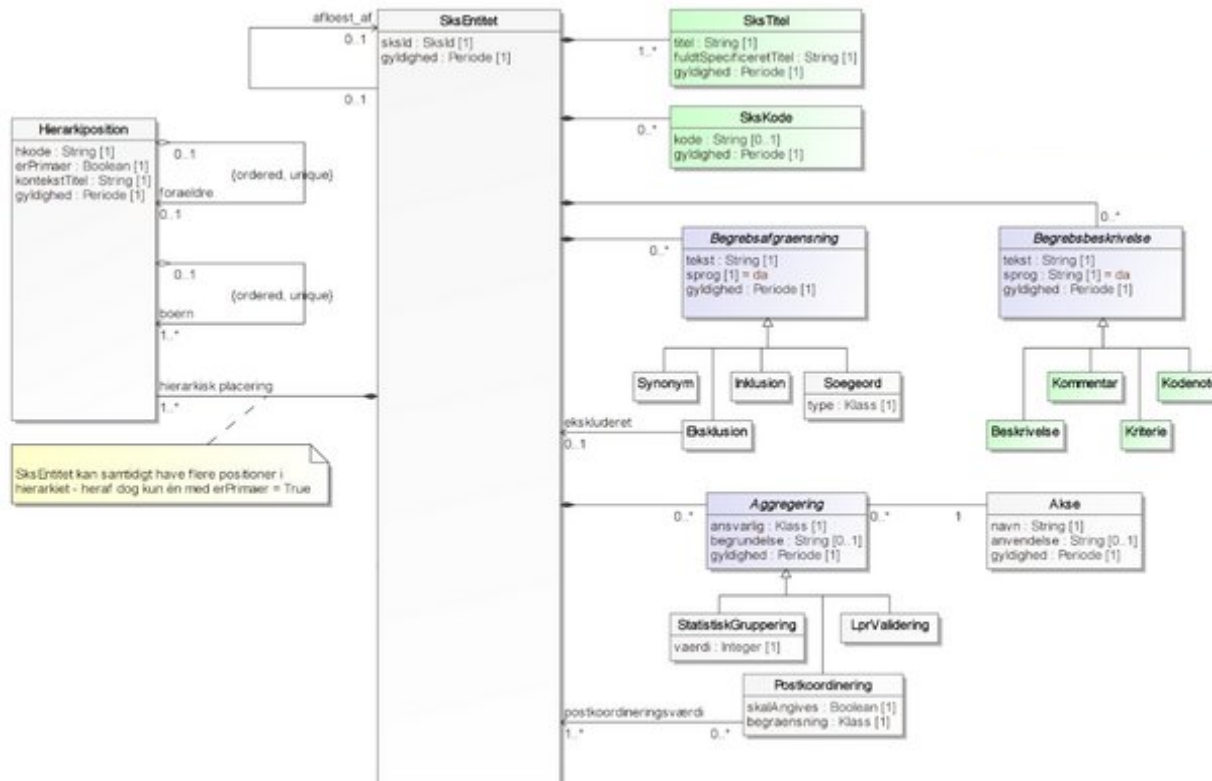 afloest_af
0..1
0..1
SksEntitet
sksId : SksId [1]
gyldighed : Periode [1]
SksTitel
titel : String [1]
fuldtSpecificeretTitel : String [1]
gyldighed : Periode [1]
1..*
SksKode
kode : String [0..1]
gyldighed : Periode [1]
0..*
Hierarkiposition
hkode : String [1]
erPrimaer : Boolean [1]
kontekstTitel : String [1]
gyldighed : Periode [1]
0..1
{ordered, unique}
foraeldre
0..1
0..1
{ordered, unique}
boern
1..*
hierarkisk placering
1..*
SksEntitet kan samtidigt have flere positioner i
hierarkiet - heraf dog kun én med erPrimaer = True
0..*
Begrebsafgraensning
tekst : String [1]
sprog [1] = da
gyldighed : Periode [1]
0..*
Begrebsbeskrivelse
tekst : String [1]
sprog : String [1] = da
gyldighed : Periode [1]
Synonym
Inklusion
Soegeord
type : Klass [1]
Kommentar
Kodenote
ekskluderet
0..1
Eksklusion
Beskrivelse
Kriterie
0..*
Aggregering
ansvarlig : Klass [1]
begrundelse : String [0..1]
gyldighed : Periode [1]
0..*
1
Akse
navn : String [1]
anvendelse : String [0..1]
gyldighed : Periode [1]
StatistiskGruppering
vaerdi : Integer [1]
LprValidering
Postkoordinering
skalAngives : Boolean [1]
begraensning : Klass [1]
postkoordineringsværdi
1..*
0..*